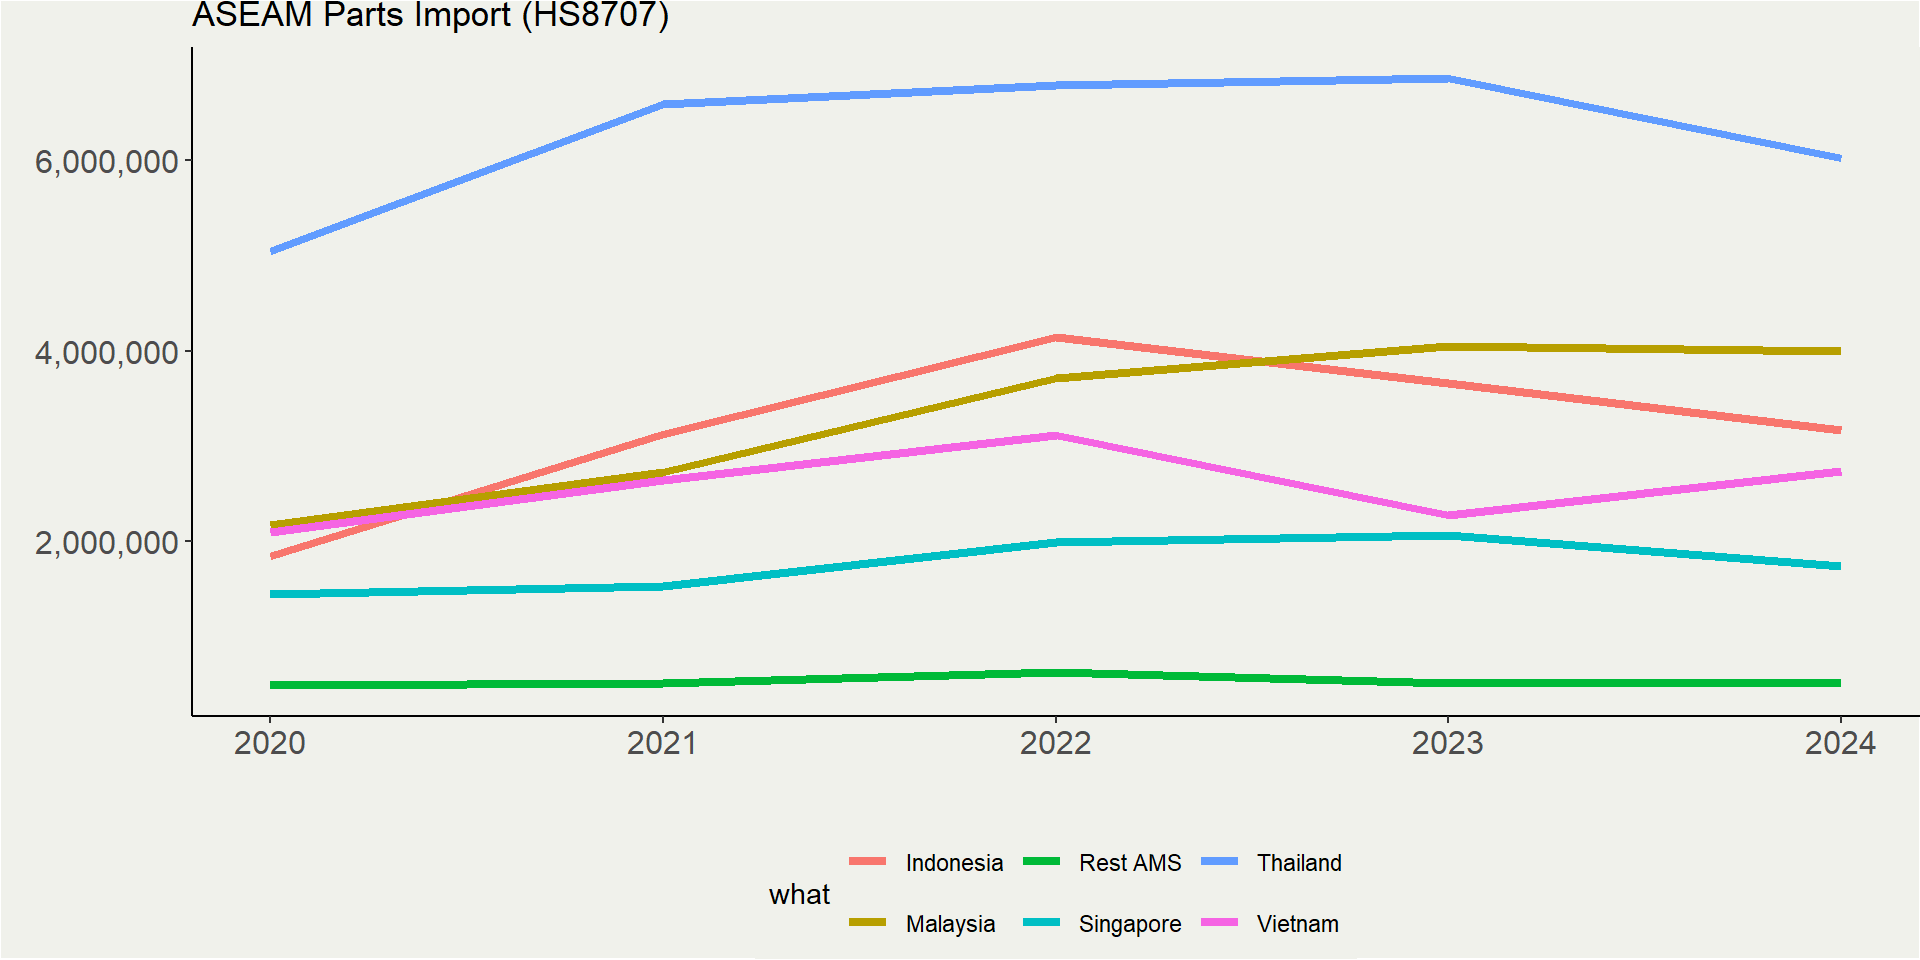 ASEAM Parts Import (HS8707)
6,000,000
4,000,000
2,000,000
2020 2021 2022 2023 2024
what
Indonesia Rest AMS Thailand
Malaysia Singapore Vietnam